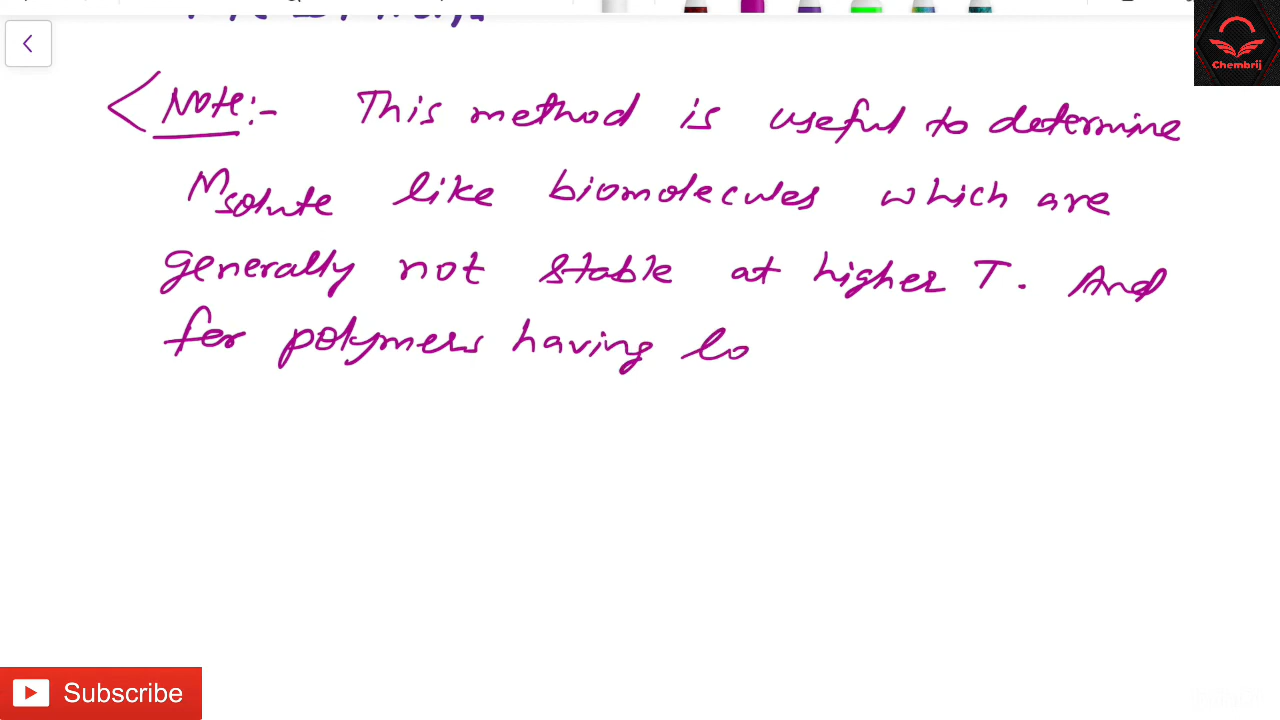 Chembrij
Note:- This method is useful to determine
Msolute like biomolecules which are
generally not stable at higher T. And
for polymers having lo
Subscribe